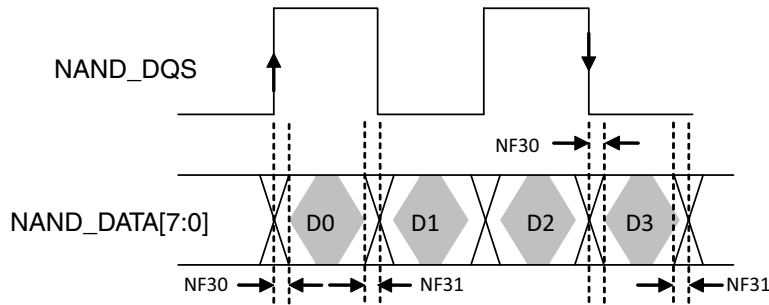 NAND_DQS
NF30
NAND_DATA[7:0]
D0
D1
D2
D3
NF30
NF31
NF31